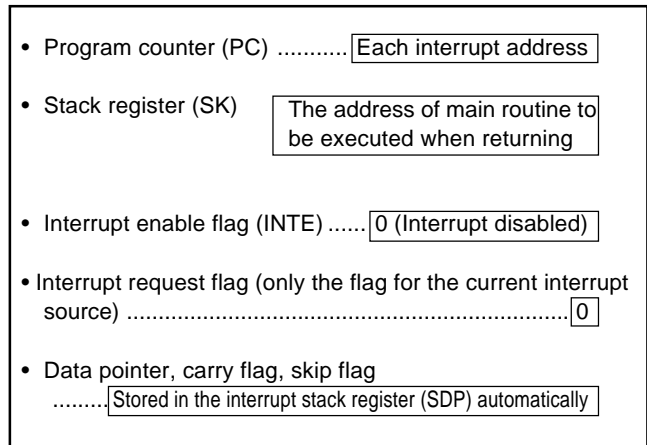 • Program counter (PC) ........... Each interrupt address
• Stack register (SK) The address of main routine to
be executed when returning
• Interrupt enable flag (INTE) ...... 0 (Interrupt disabled)
• Interrupt request flag (only the flag for the current interrupt
source) ..................................................................... 0
• Data pointer, carry flag, skip flag
......... Stored in the interrupt stack register (SDP) automatically